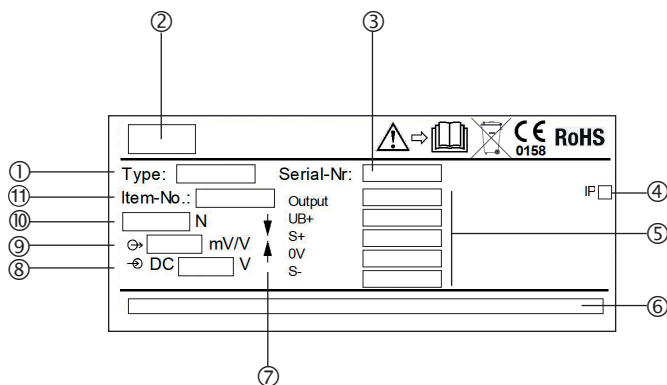 ② ③
CE RoHS
0158
① Type: Serial-Nr:
⑪ Item-No.: Output IP ④
⑩ N UB+
⑨ mV/V S+ ⑤
⑧ DC V 0V
S-
⑥
⑦